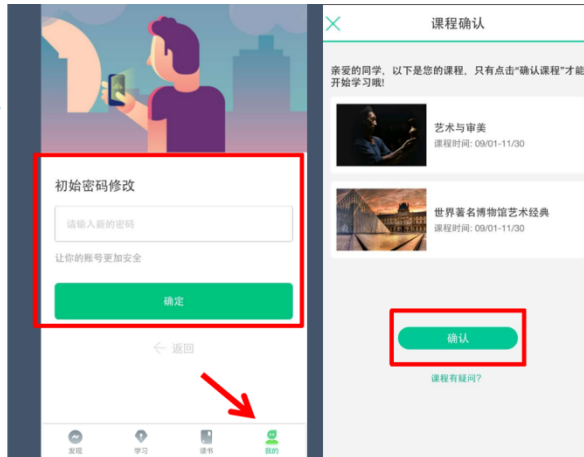 初始密码修改
请输入新的密码
让你的账号更加安全
确定
← 返回
发现
学习
读书
我的
课程确认
亲爱的同学，以下是您的课程，只有点击“确认课程”才能
开始学习哦!
艺术与审美
课程时间: 09/01-11/30
世界著名博物馆艺术经典
课程时间: 09/01-11/30
确认
课程有疑问?